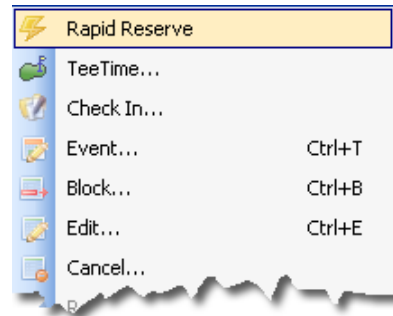 Rapid Reserve
TeeTime...
Check In...
Event... Ctrl+T
Block... Ctrl+B
Edit... Ctrl+E
Cancel...